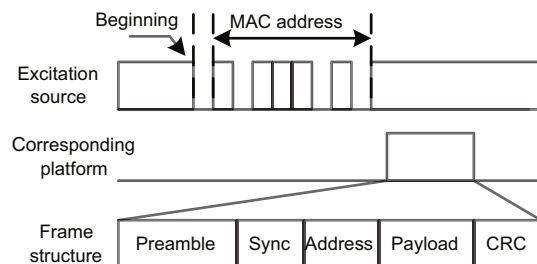 Beginning
MAC address
Excitation
source
Corresponding
platform
Frame
structure
Preamble
Sync
Address
Payload
CRC